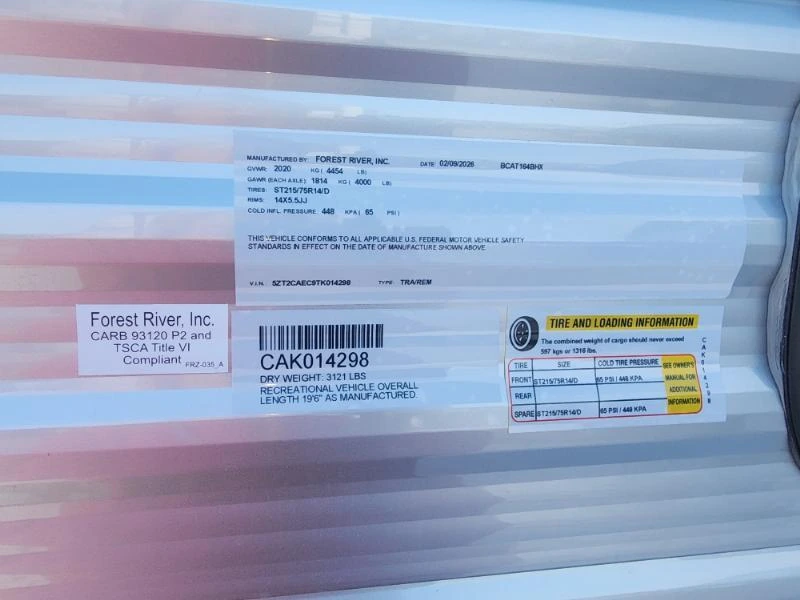 MANUFACTURED BY: FOREST RIVER, INC. DATE: 02/09/2026 BCAT164BHX
GVWR: 2020 KG ( 4454 LB)
GAWR (EACH AXLE) 1814 KG ( 4000 LB)
TIRES: ST215/75R14/D
RIMS: 14X5.5JJ
COLD INFL. PRESSURE: 448 KPA ( 65 PSI )
THIS VEHICLE CONFORMS TO ALL APPLICABLE U.S. FEDERAL MOTOR VEHICLE SAFETY
STANDARDS IN EFFECT ON THE DATE OF MANUFACTURE SHOWN ABOVE.
V.I.N. 5ZT2CAEC9TK014298 TYPE: TRA/REM
Forest River, Inc.
CARB 93120 P2 and
TSCA Title VI
Compliant FRZ-035_A
CAK014298
DRY WEIGHT: 3121 LBS
RECREATIONAL VEHICLE OVERALL
LENGTH 19'6" AS MANUFACTURED.
TIRE AND LOADING INFORMATION
The combined weight of cargo should never exceed
597 kgs or 1316 lbs.
TIRE SIZE COLD TIRE PRESSURE
FRONT ST215/75R14/D 65 PSI / 448 KPA
REAR
SPARE ST215/75R14/D 65 PSI / 448 KPA
SEE OWNER'S
MANUAL FOR
ADDITIONAL
INFORMATION
CAK014298